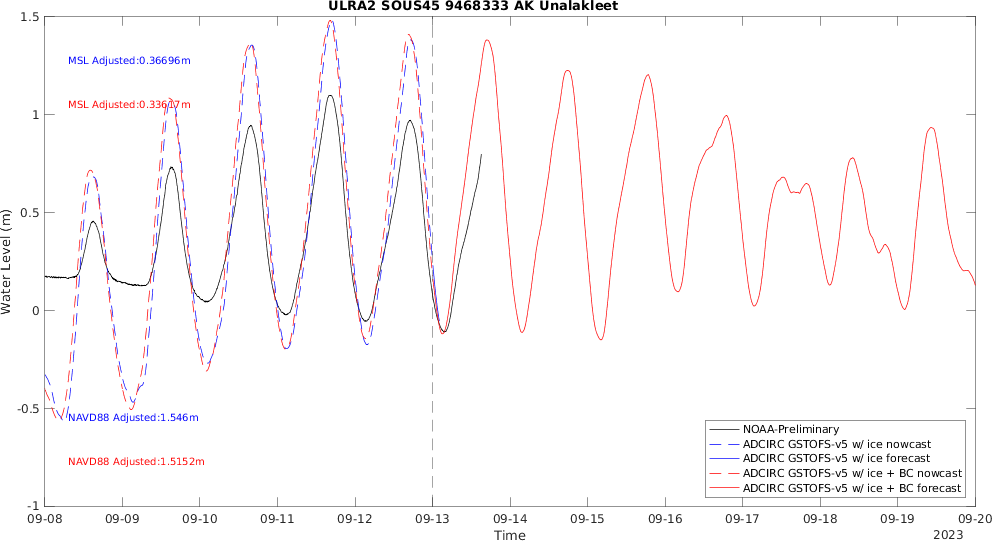 ULRA2 SOUS45 9468333 AK Unalakleet
1.5
MSL Adjusted:0.36696m
MSL Adjusted:0.33617m
1
0.5
Water Level (m)
0
-0.5
NAVD88 Adjusted:1.546m
NAVD88 Adjusted:1.5152m
NOAA-Preliminary
ADCIRC GSTOFS-v5 w/ ice nowcast
ADCIRC GSTOFS-v5 w/ ice forecast
ADCIRC GSTOFS-v5 w/ ice + BC nowcast
ADCIRC GSTOFS-v5 w/ ice + BC forecast
-1
09-08 09-09 09-10 09-11 09-12 09-13 09-14 09-15 09-16 09-17 09-18 09-19 09-20
Time
2023